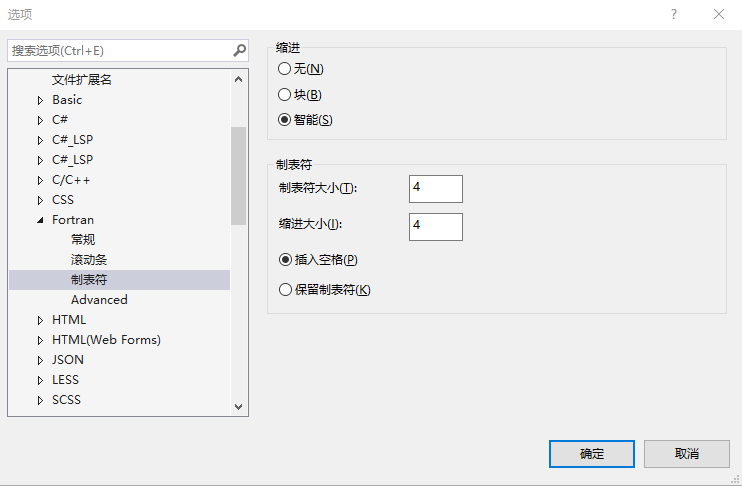 选项
?
搜索选项(Ctrl+E)
文件扩展名
Basic
C#
C#_LSP
C#_LSP
C/C++
CSS
Fortran
常规
滚动条
制表符
Advanced
HTML
HTML(Web Forms)
JSON
LESS
SCSS
缩进
无(N)
块(B)
智能(S)
制表符
制表符大小(T): 4
缩进大小(I): 4
插入空格(P)
保留制表符(K)
确定 取消